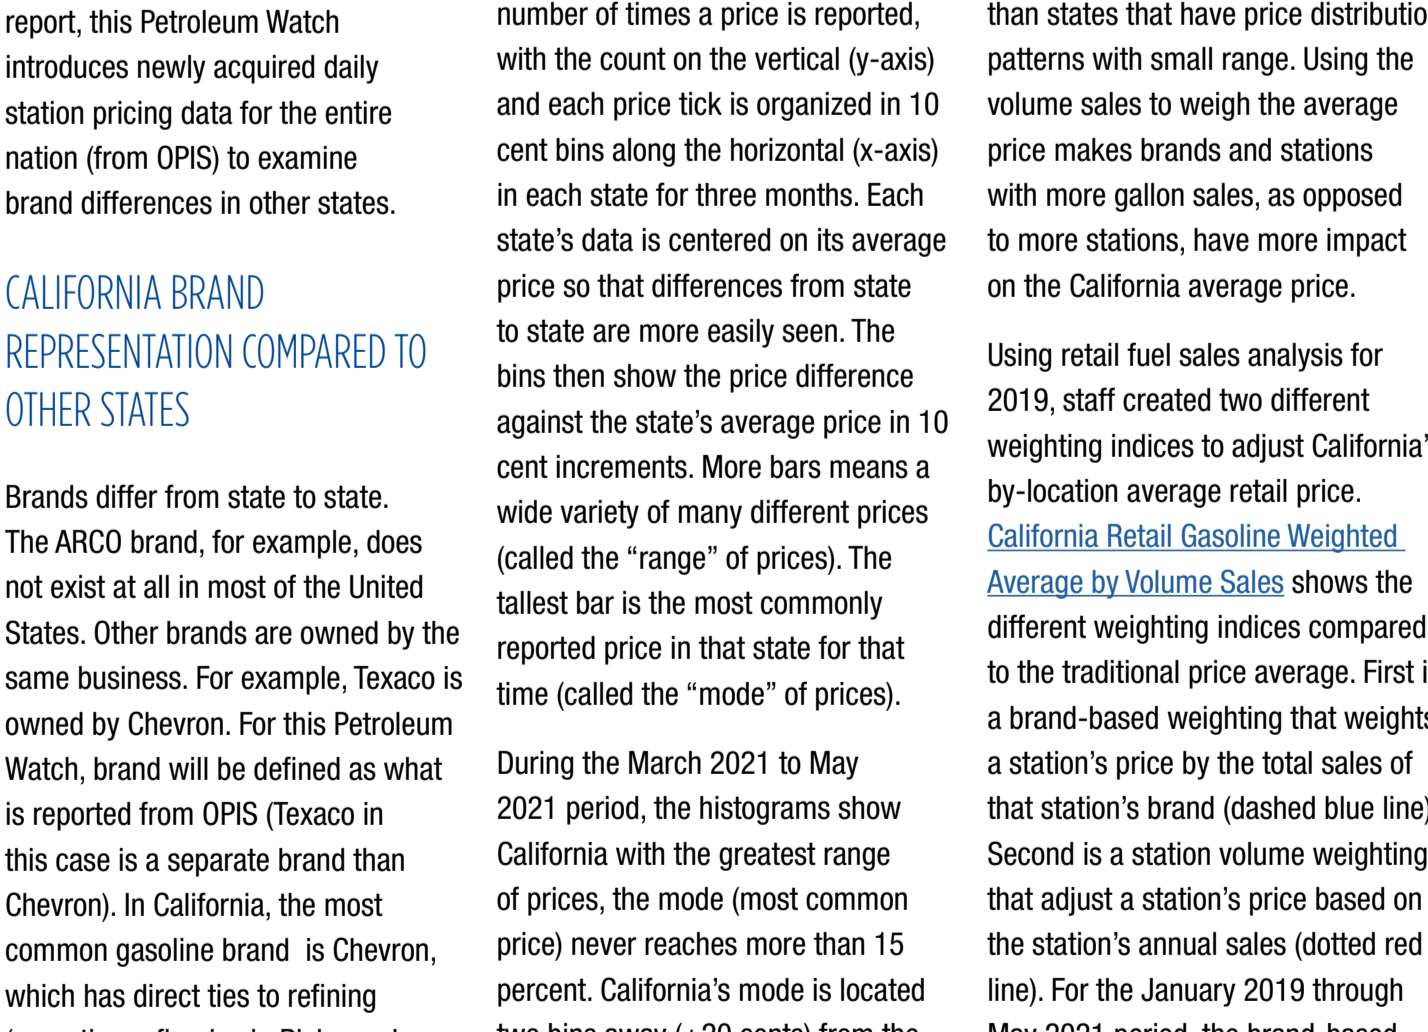 report, this Petroleum Watch
introduces newly acquired daily
station pricing data for the entire
nation (from OPIS) to examine
brand differences in other states.
CALIFORNIA BRAND
REPRESENTATION COMPARED TO
OTHER STATES
Brands differ from state to state.
The ARCO brand, for example, does
not exist at all in most of the United
States. Other brands are owned by the
same business. For example, Texaco is
owned by Chevron. For this Petroleum
Watch, brand will be defined as what
is reported from OPIS (Texaco in
this case is a separate brand than
Chevron). In California, the most
common gasoline brand  is Chevron,
which has direct ties to refining
number of times a price is reported,
with the count on the vertical (y-axis)
and each price tick is organized in 10
cent bins along the horizontal (x-axis)
in each state for three months. Each
state’s data is centered on its average
price so that differences from state
to state are more easily seen. The
bins then show the price difference
against the state’s average price in 10
cent increments. More bars means a
wide variety of many different prices
(called the “range” of prices). The
tallest bar is the most commonly
reported price in that state for that
time (called the “mode” of prices).
During the March 2021 to May
2021 period, the histograms show
California with the greatest range
of prices, the mode (most common
price) never reaches more than 15
percent. California’s mode is located
two bins away (+20 cents) from the
than states that have price distributio
patterns with small range. Using the
volume sales to weigh the average
price makes brands and stations
with more gallon sales, as opposed
to more stations, have more impact
on the California average price.
Using retail fuel sales analysis for
2019, staff created two different
weighting indices to adjust California’
by-location average retail price.
California Retail Gasoline Weighted
Average by Volume Sales shows the
different weighting indices compared
to the traditional price average. First i
a brand-based weighting that weights
a station’s price by the total sales of
that station’s brand (dashed blue line)
Second is a station volume weighting
that adjust a station’s price based on
the station’s annual sales (dotted red
line). For the January 2019 through
May 2021 period, the brand-based